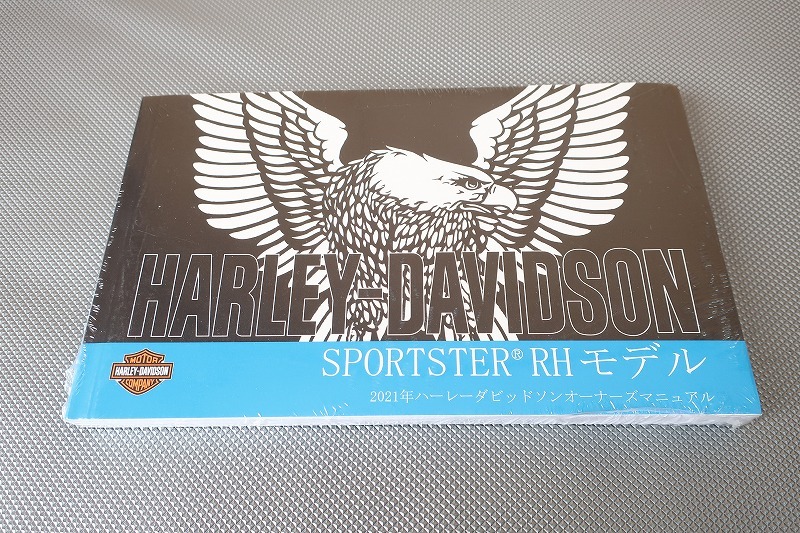 HARLEY-DAVIDSON
SPORTSTER® RHモデル
2021年ハーレーダビッドソンオーナーズマニュアル
MOTOR
HARLEY-DAVIDSON
COMPANY